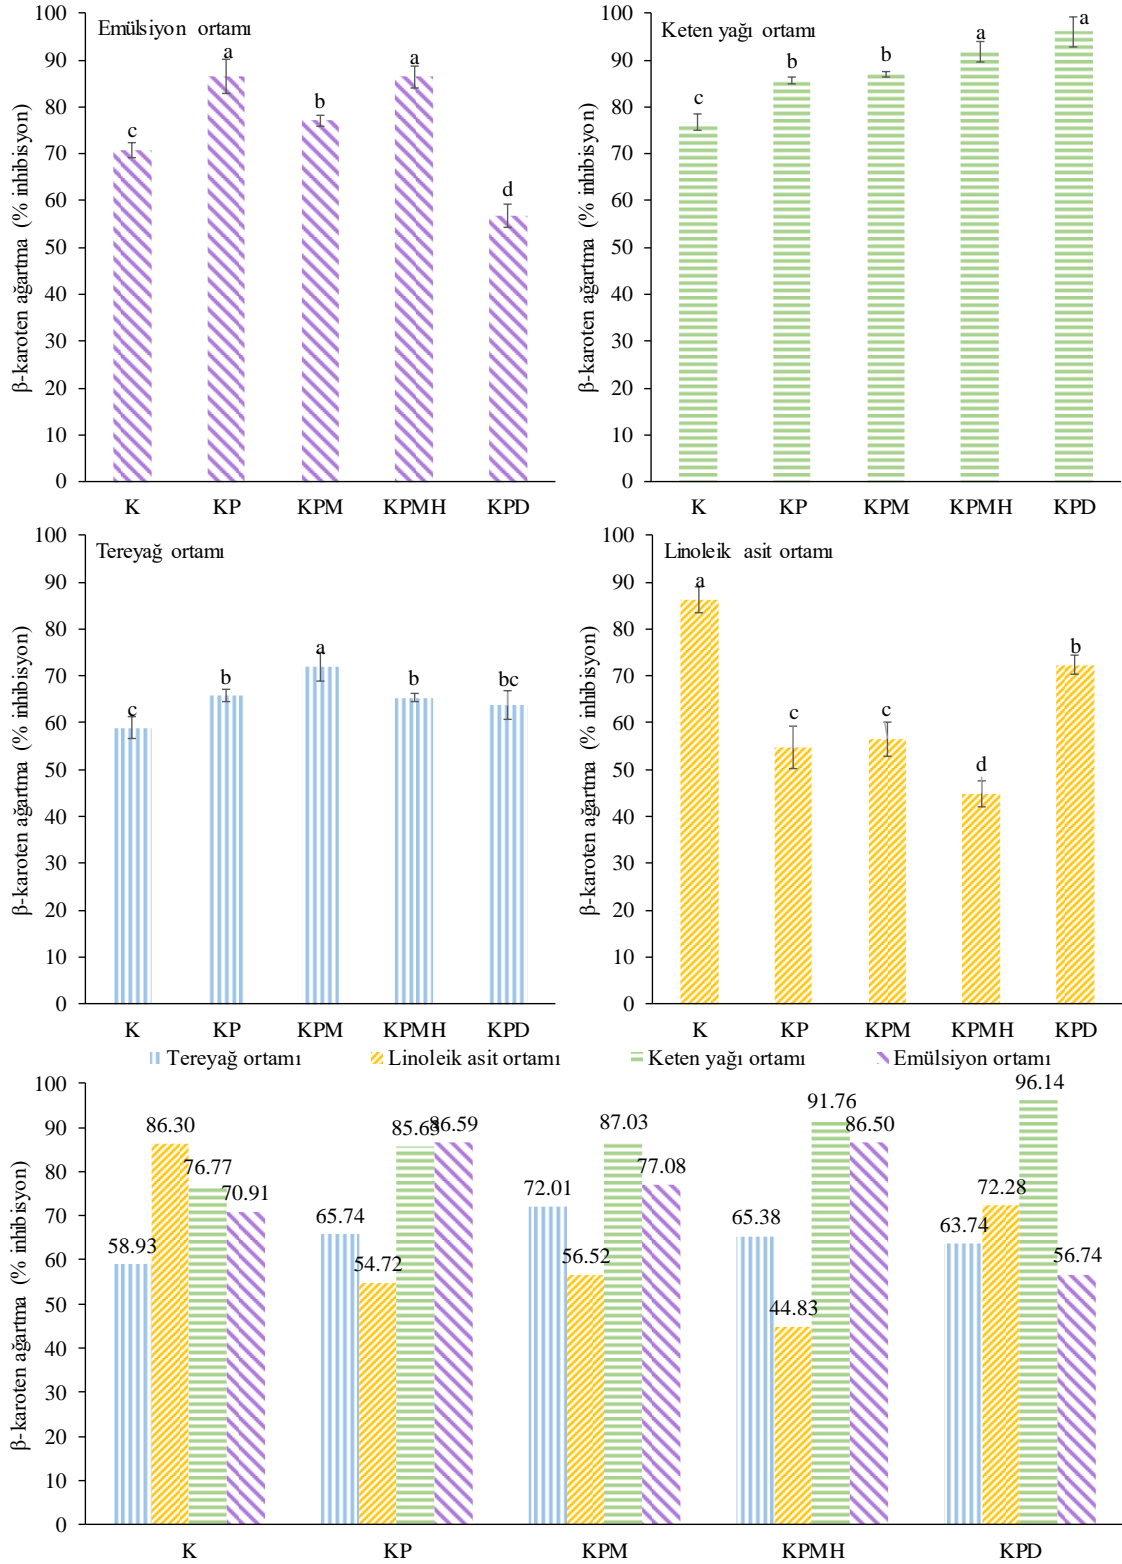 Emülsiyon ortamı
β-karoten ağartma (% inhibisyon)
100
90
80
70
60
50
40
30
20
10
0
c
a
b
a
d
K KP KPM KPMH KPD
Keten yağı ortamı
β-karoten ağartma (% inhibisyon)
100
90
80
70
60
50
40
30
20
10
0
c
b
b
a
a
K KP KPM KPMH KPD
Tereyağ ortamı
β-karoten ağartma (% inhibisyon)
100
90
80
70
60
50
40
30
20
10
0
c
b
a
b
bc
K KP KPM KPMH KPD
Linoleik asit ortamı
β-karoten ağartma (% inhibisyon)
100
90
80
70
60
50
40
30
20
10
0
a
c
c
d
b
K KP KPM KPMH KPD
Tereyağ ortamı Linoleik asit ortamı Keten yağı ortamı Emülsiyon ortamı
β-karoten ağartma (% inhibisyon)
100
90
80
70
60
50
40
30
20
10
0
58.93 86.30 76.77 70.91
65.74 54.72 85.63 86.59
72.01 56.52 87.03 77.08
65.38 44.83 91.76 86.50
63.74 72.28 96.14 56.74
K KP KPM KPMH KPD